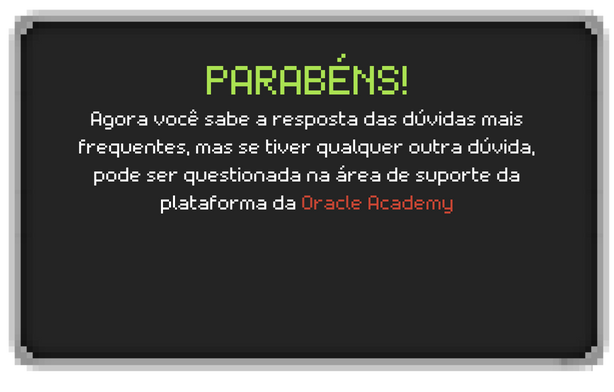 PARABÉNS!
Agora você sabe a resposta das dúvidas mais
frequentes, mas se tiver qualquer outra dúvida,
pode ser questionada na área de suporte da
plataforma da Oracle Academy